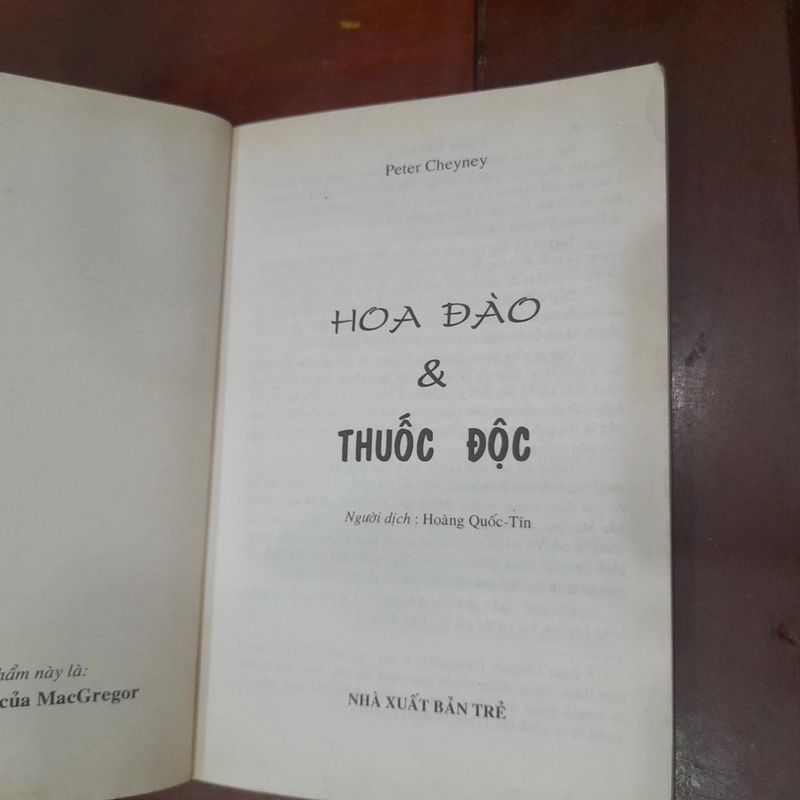 hẩm này là:
của MacGregor
Peter Cheyney
HOA ĐÀO
&
THUỐC ĐỘC
Người dịch : Hoàng Quốc-Tín
NHÀ XUẤT BẢN TRẺ